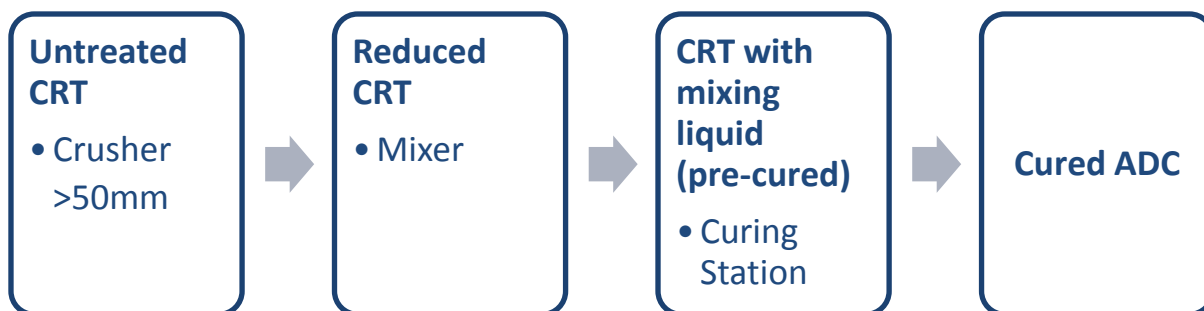 Untreated
CRT
• Crusher
>50mm
Reduced
CRT
• Mixer
CRT with
mixing
liquid
(pre-cured)
• Curing
Station
Cured ADC